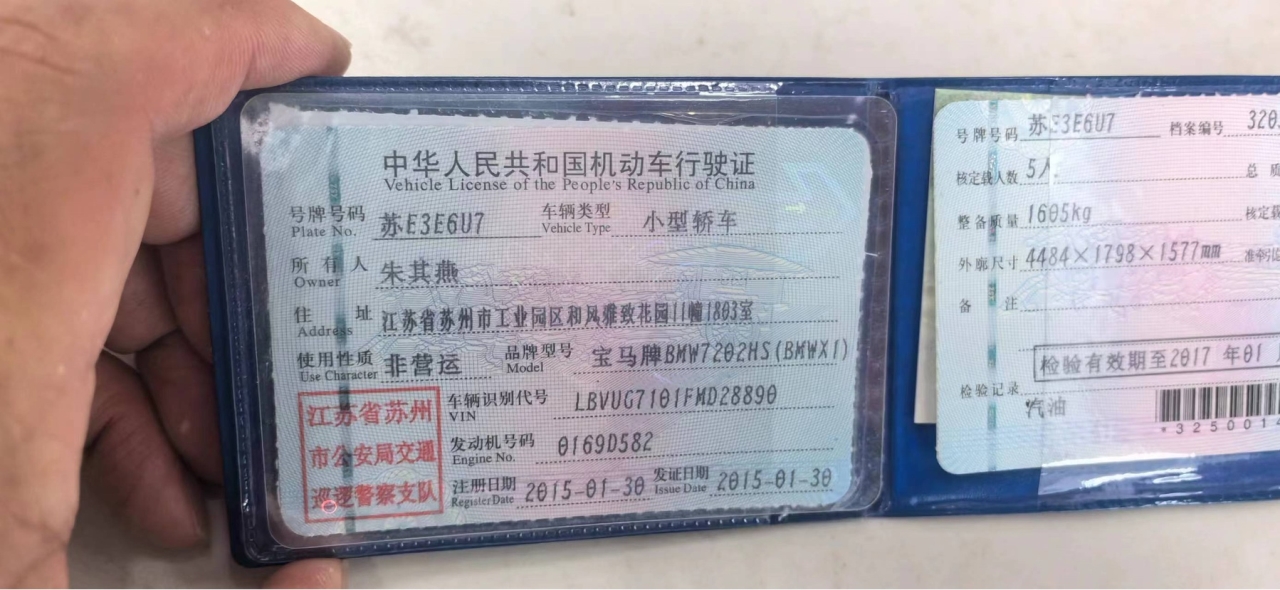 中华人民共和国机动车行驶证
Vehicle License of the People's Republic of China
号牌号码 苏E3E6U7 车辆类型 小型轿车
Plate No. Vehicle Type
所有人 朱其燕
Owner
住址 江苏省苏州市工业园区和风雅致花园11幢1803室
Address
使用性质 非营运 品牌型号 宝马牌BMW7202HS(BMWX1)
Use Character Model
江苏省苏州
市公安局交通
巡逻警察支队
车辆识别代号 LBVUG7101FMD28890
VIN
发动机号码 0169D582
Engine No.
注册日期 2015-01-30 发证日期 2015-01-30
Register Date Issue Date
号牌号码 苏E3E6U7 档案编号 320
核定载人数 5人 总质
整备质量 1605kg 核定载
外廓尺寸 4484×1798×1577mm 准牵引
备注
检验有效期至2017 年01
检验记录
汽油
*3250014